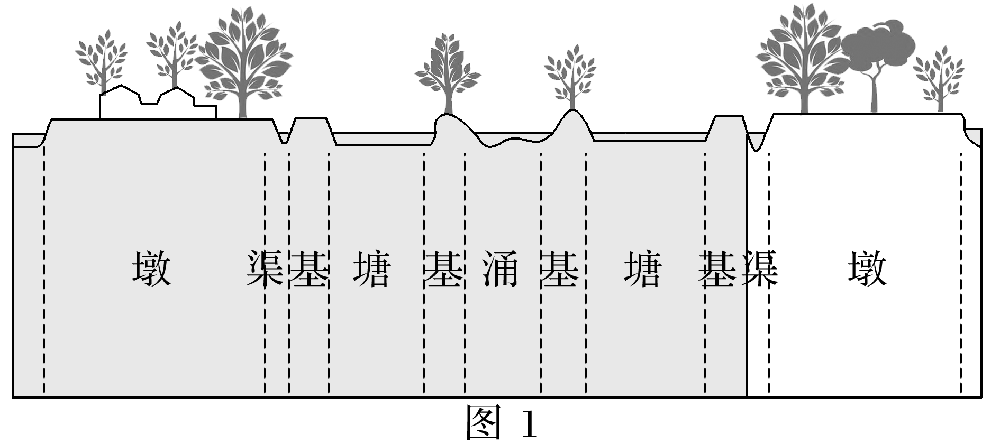 墩 渠 基 塘 基 涌 基 塘 基 渠 墩
图 1